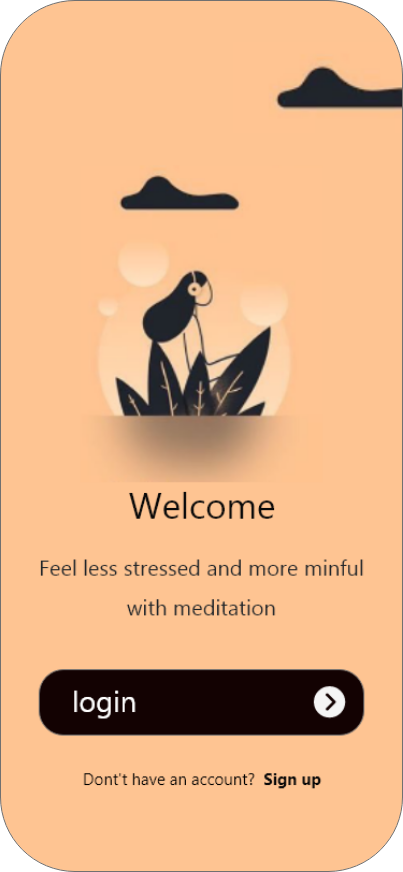 Welcome
Feel less stressed and more minful
with meditation
login
Dont't have an account? Sign up